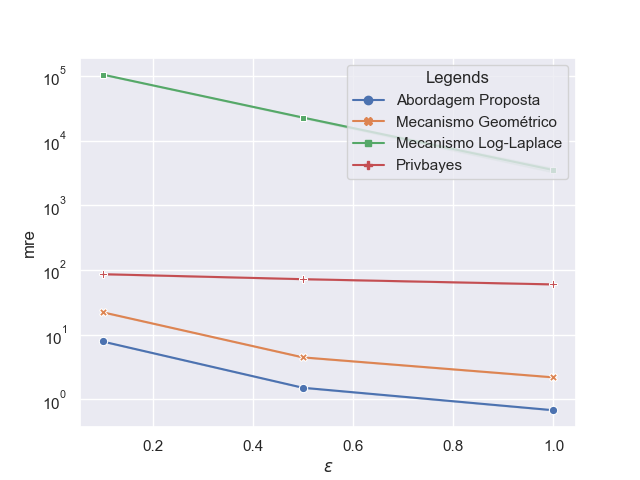 Legends
Abordagem Proposta
Mecanismo Geométrico
Mecanismo Log-Laplace
Privbayes
mre
10^5
10^4
10^3
10^2
10^1
10^0
0.2 0.4 0.6 0.8 1.0
ε